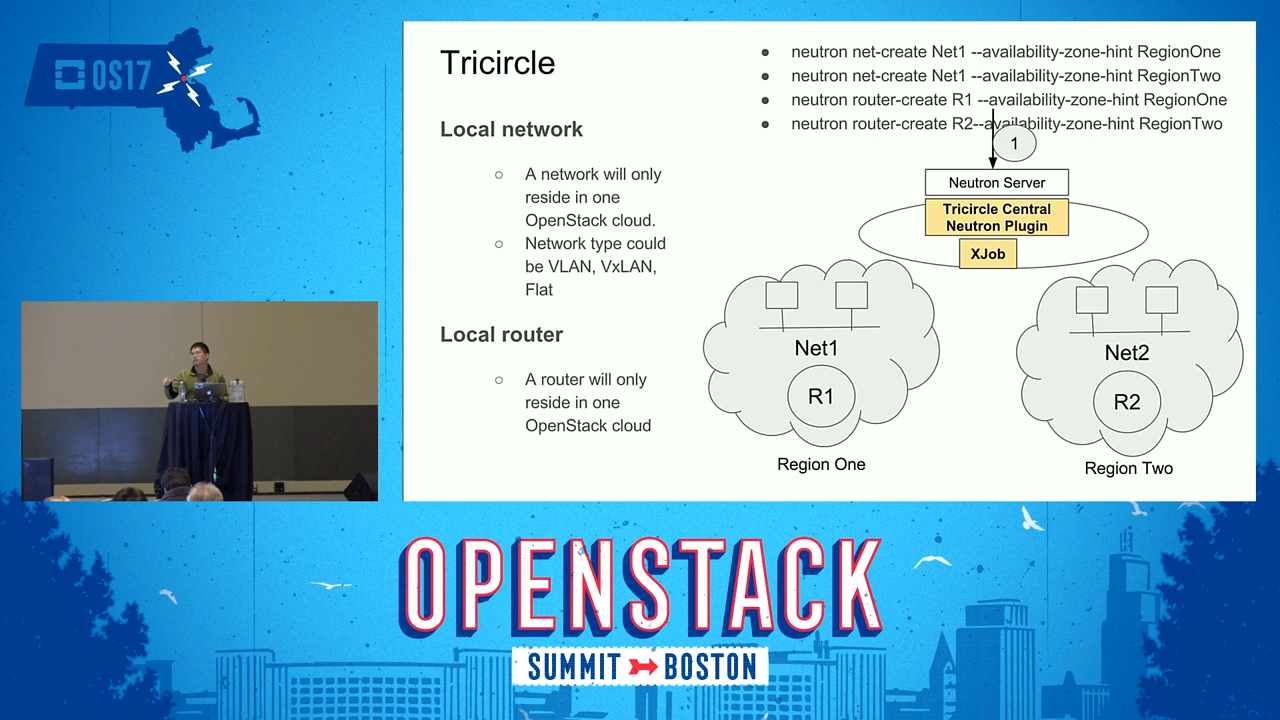 OS17
Tricircle
Local network
○ A network will only
reside in one
OpenStack cloud.
○ Network type could
be VLAN, VxLAN,
Flat
Local router
○ A router will only
reside in one
OpenStack cloud
● neutron net-create Net1 --availability-zone-hint RegionOne
● neutron net-create Net1 --availability-zone-hint RegionTwo
● neutron router-create R1 --availability-zone-hint RegionOne
● neutron router-create R2--availability-zone-hint RegionTwo
1
Neutron Server
Tricircle Central
Neutron Plugin
XJob
Net1
R1
Region One
Net2
R2
Region Two
OPENSTACK
SUMMIT BOSTON